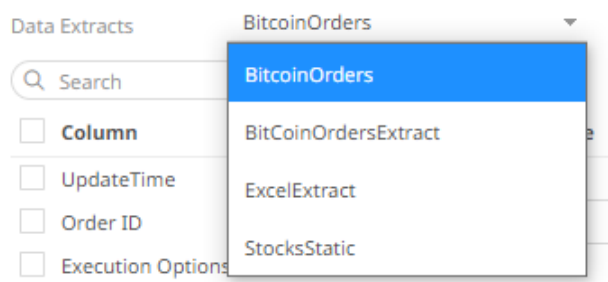 Data Extracts BitcoinOrders
Search BitcoinOrders
Column BitCoinOrdersExtract e
UpdateTime ExcelExtract
Order ID
Execution Options StocksStatic